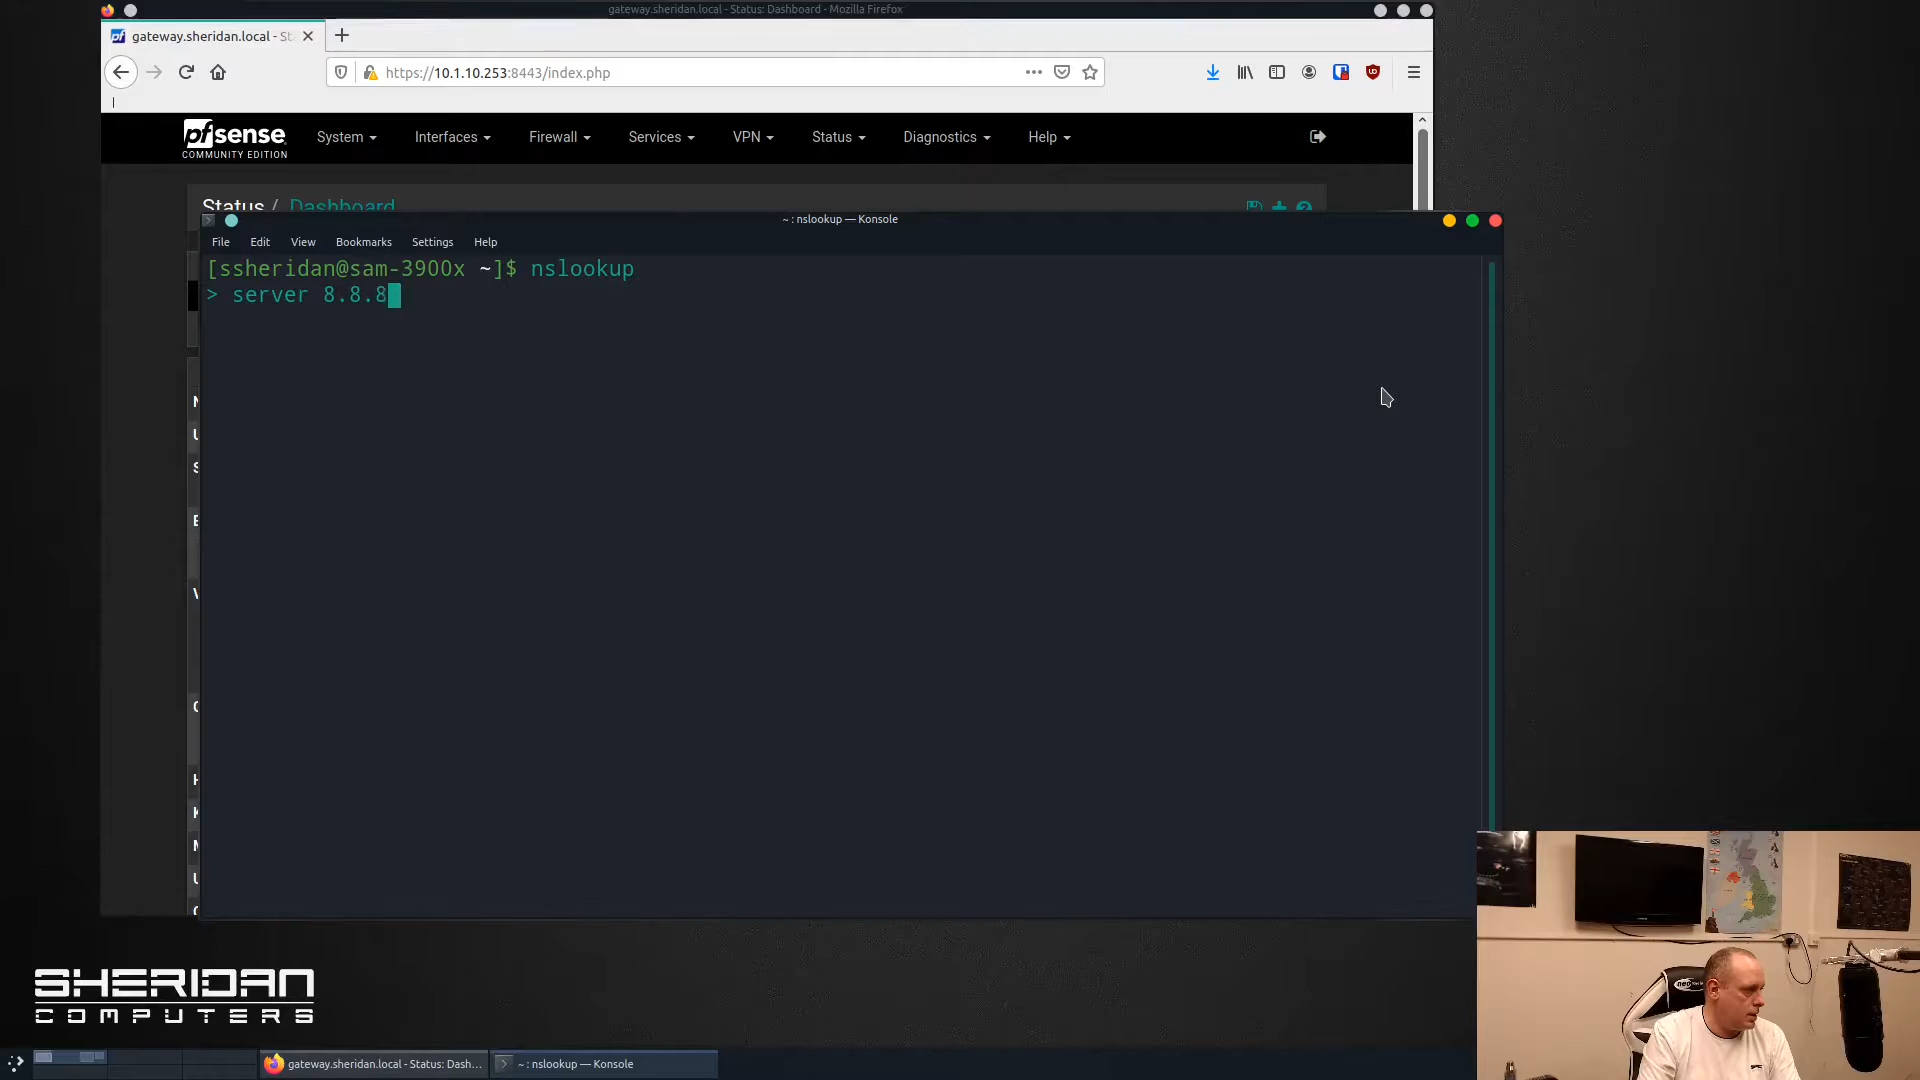 gateway.sheridan.local - Status: Dashboard - Mozilla Firefox
gateway.sheridan.local - St
https://10.1.10.253:8443/index.php
pfsense
COMMUNITY EDITION
System
Interfaces
Firewall
Services
VPN
Status
Diagnostics
Help
Status / Dashboard
~ : nslookup — Konsole
File
Edit
View
Bookmarks
Settings
Help
[ssheridan@sam-3900x ~]$ nslookup
> server 8.8.8
SHERIDAN
COMPUTERS
gateway.sheridan.local - Status: Dash...
~ : nslookup — Konsole